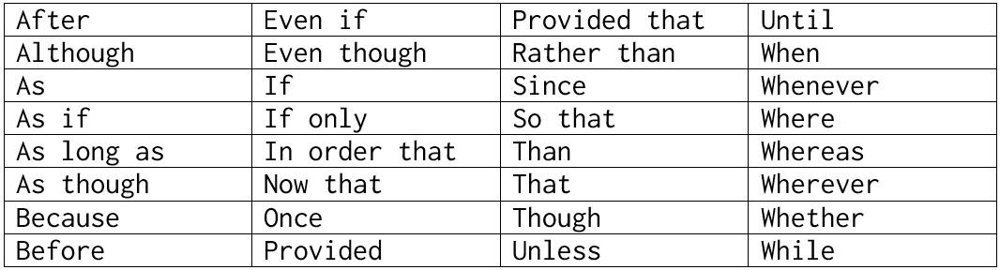 After Even if Provided that Until
Although Even though Rather than When
As If Since Whenever
As if If only So that Where
As long as In order that Than Whereas
As though Now that That Wherever
Because Once Though Whether
Before Provided Unless While